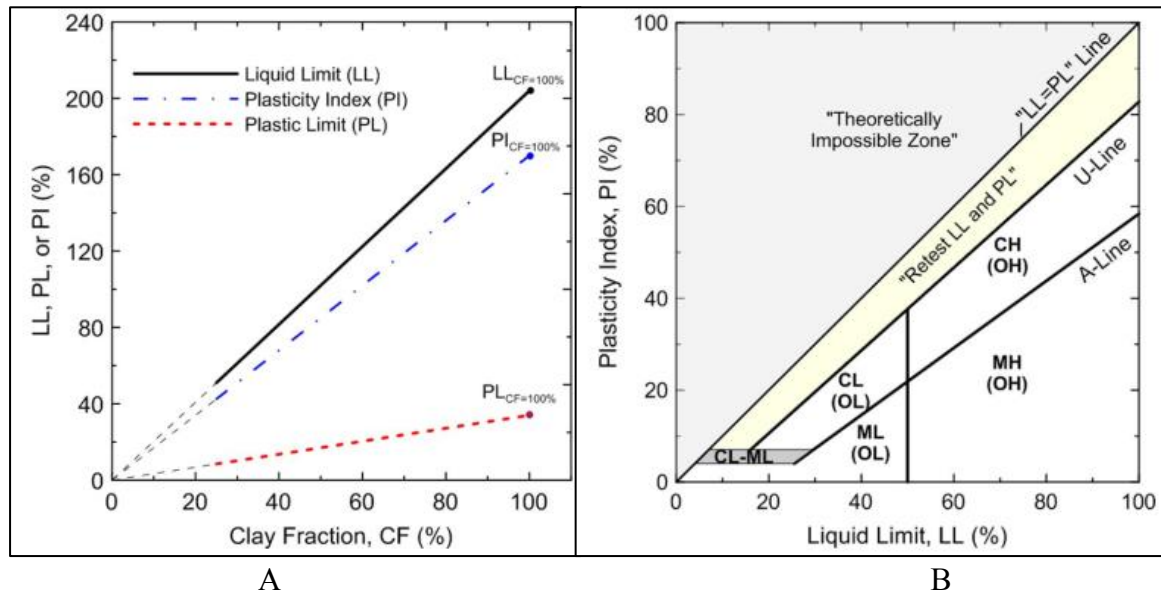 240
200
160
120
80
40
0
LL, PL, or PI (%)
Liquid Limit (LL)
Plasticity Index (PI)
Plastic Limit (PL)
LLCF=100%
PICF=100%
PLCF=100%
0 20 40 60 80 100
Clay Fraction, CF (%)
A
100
80
60
40
20
0
Plasticity Index, PI (%)
"Theoretically
Impossible Zone"
"LL=PL" Line
"Retest LL and PL"
U-Line
A-Line
CH
(OH)
MH
(OH)
CL
(OL)
ML
(OL)
CL-ML
0 20 40 60 80 100
Liquid Limit, LL (%)
B